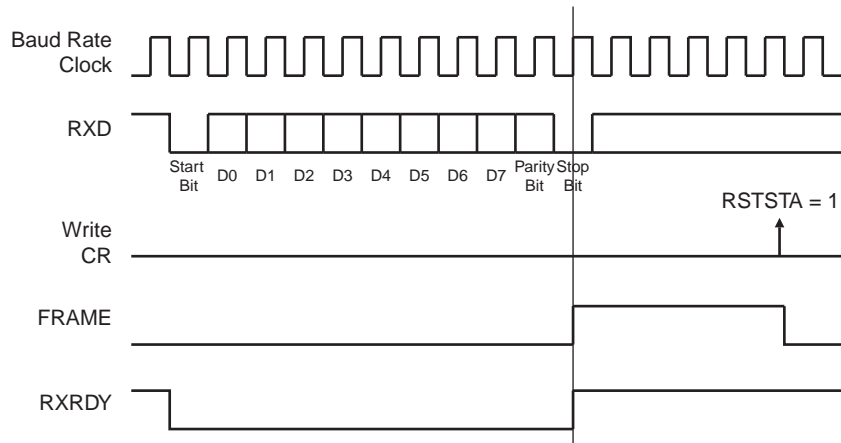 Baud Rate
Clock
RXD
Start
Bit
D0 D1 D2 D3 D4 D5 D6 D7
Parity
Bit
Stop
Bit
RSTSTA = 1
Write
CR
FRAME
RXRDY